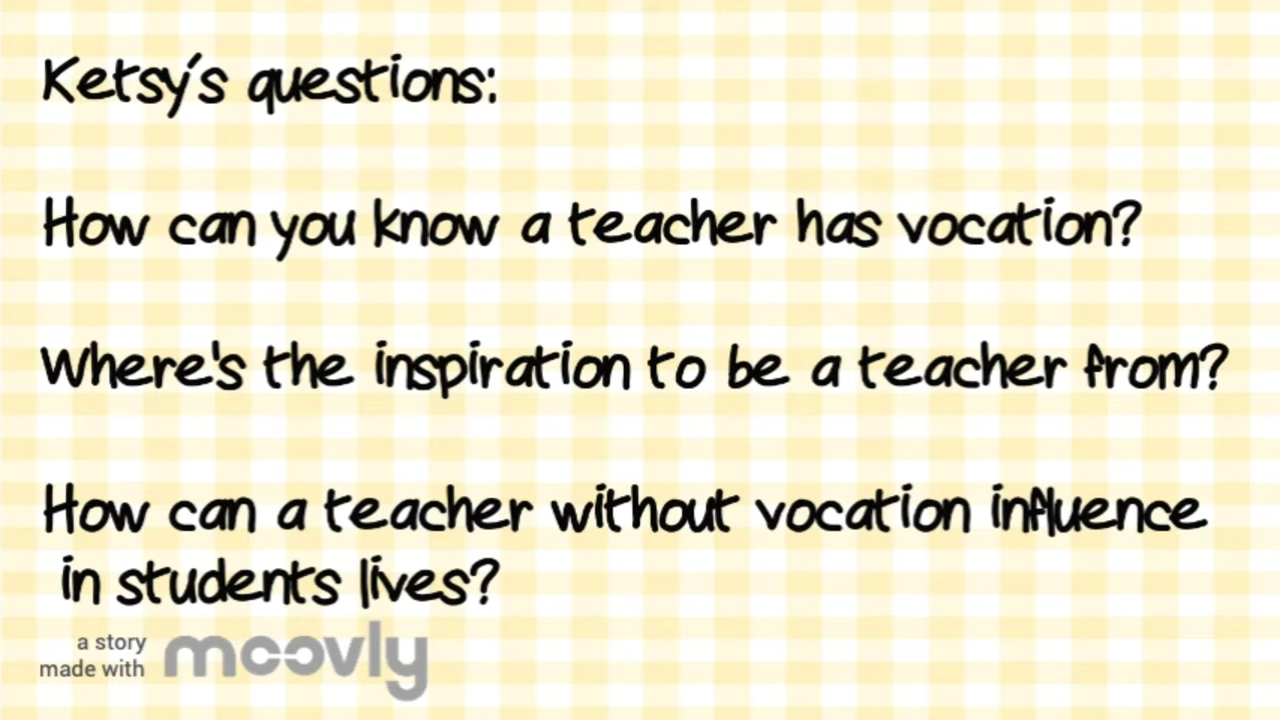 Ketsy's questions:
How can you know a teacher has vocation?
Where's the inspiration to be a teacher from?
How can a teacher without vocation influence
in students lives?
a story
made with moovly